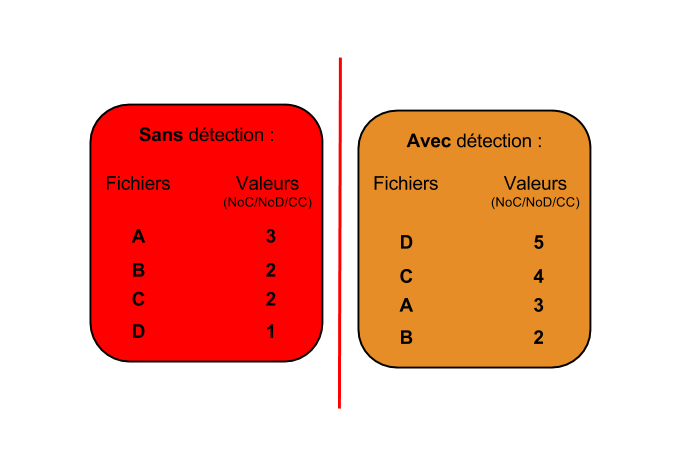 Sans détection :
Fichiers Valeurs
(NoC/NoD/CC)
A 3
B 2
C 2
D 1
Avec détection :
Fichiers Valeurs
(NoC/NoD/CC)
D 5
C 4
A 3
B 2